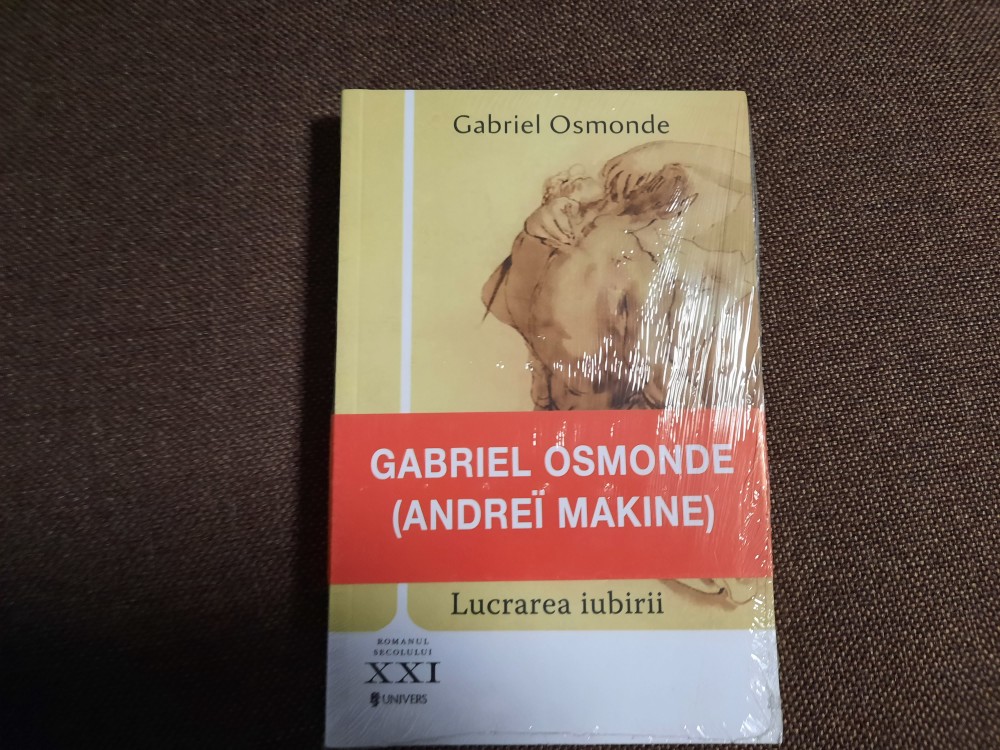 Gabriel Osmonde
GABRIEL OSMONDE
(ANDREÏ MAKINE)
Lucrarea iubirii
ROMANUL
SECOLULUI
XXI
UNIVERS